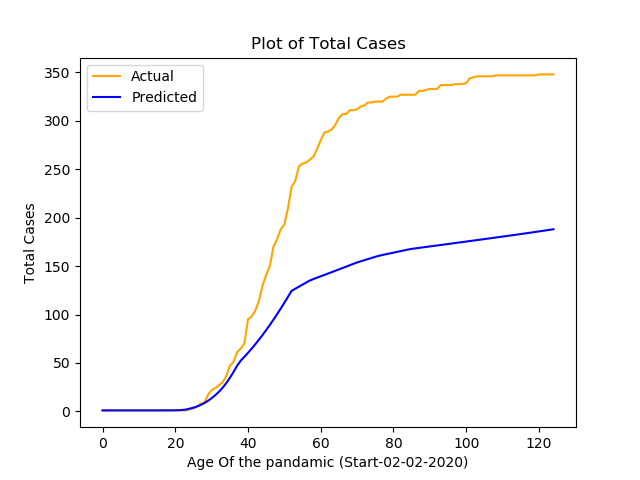 Plot of Total Cases
Actual
Predicted
350
300
250
200
150
100
50
0
Total Cases
0 20 40 60 80 100 120
Age Of the pandamic (Start-02-02-2020)